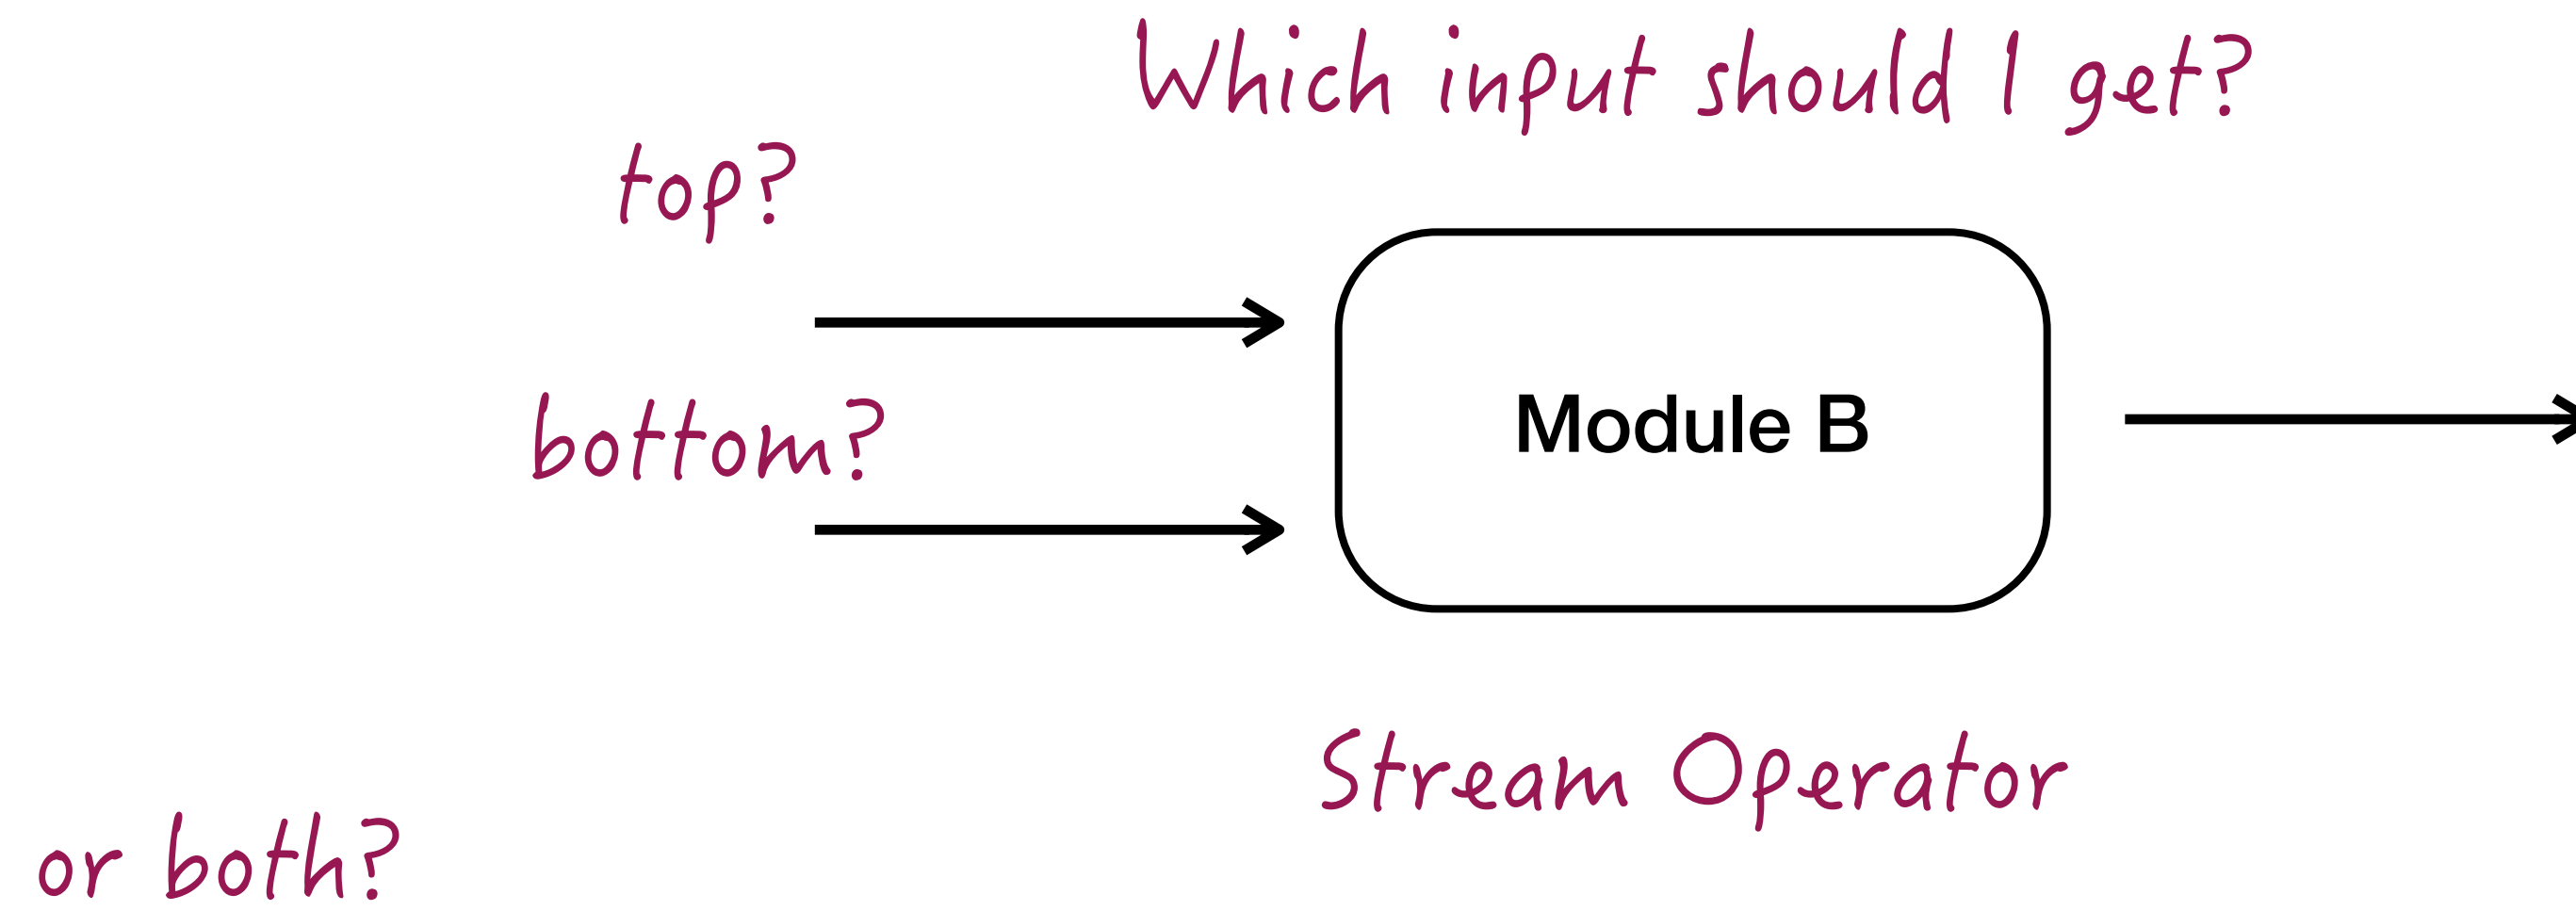 Which input should I get?
top?
bottom?
Module B
Stream Operator
or both?